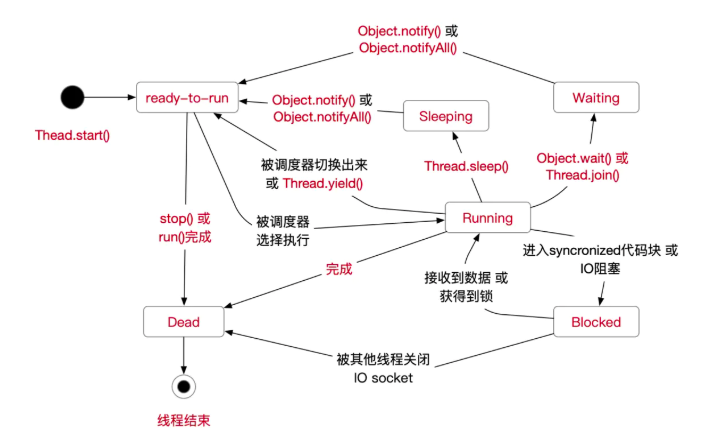 Object.notify() 或
Object.notifyAll()
ready-to-run
Object.notify() 或
Object.notifyAll()
Sleeping
Waiting
Thead.start()
被调度器切换出来
或 Thread.yield()
Thread.sleep()
Object.wait() 或
Thread.join()
stop() 或
run()完成
被调度器
选择执行
Running
进入syncronized代码块 或
IO阻塞
完成
接收到数据 或
获得到锁
Dead
Blocked
被其他线程关闭
IO socket
线程结束